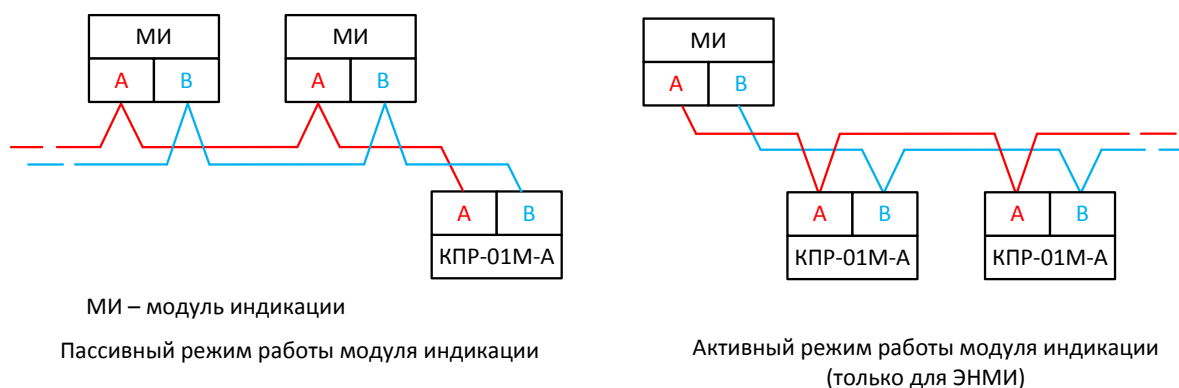 МИ
А В
МИ
А В
А В
КПР-01М-А
МИ – модуль индикации
Пассивный режим работы модуля индикации
МИ
А В
А В
КПР-01М-А
А В
КПР-01М-А
Активный режим работы модуля индикации
(только для ЭНМИ)